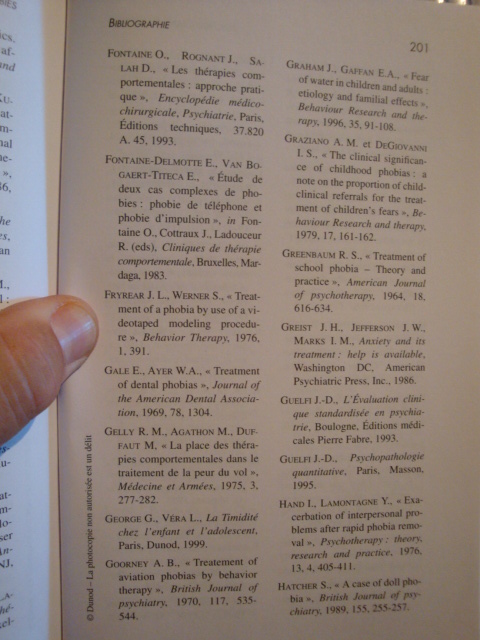 BIBLIOGRAPHIE
201
FONTAINE O., ROGNANT J., SA-
LAH D., « Les thérapies com-
portementales : approche prati-
que », Encyclopédie médico-
chirurgicale, Psychiatrie, Paris,
Éditions techniques, 37.820
A. 45, 1993.
FONTAINE-DELMOTTE E., VAN BO-
GAERT-TITECA E., « Étude de
deux cas complexes de pho-
bies : phobie de téléphone et
phobie d'impulsion », in Fon-
taine O., Cottraux J., Ladouceur
R. (eds), Cliniques de thérapie
comportementale, Bruxelles, Mar-
daga, 1983.
FRYREAR J. L., WERNER S., « Treat-
ment of a phobia by use of a vi-
deotaped modeling procedu-
re », Behavior Therapy, 1976,
1, 391.
GALE E., AYER W.A., « Treatment
of dental phobias », Journal of
the American Dental Associa-
tion, 1969, 78, 1304.
GELLY R. M., AGATHON M., DUF-
FAUT M, « La place des théra-
pies comportementales dans le
traitement de la peur du vol »,
Médecine et Armées, 1975, 3,
277-282.
GEORGE G., VÉRA L., La Timidité
chez l'enfant et l'adolescent,
Paris, Dunod, 1999.
GOORNEY A. B., « Treatement of
aviation phobias by behavior
therapy », British Journal of
psychiatry, 1970, 117, 535-
544.
GRAHAM J., GAFFAN E.A., « Fear
of water in children and adults :
etiology and familial effects »,
Behaviour Research and the-
rapy, 1996, 35, 91-108.
GRAZIANO A. M. et DEGIOVANNI
I. S., « The clinical significan-
ce of childhood phobias : a
note on the proportion of child-
clinical referrals for the treat-
ment of children's fears », Be-
haviour Research and therapy,
1979, 17, 161-162.
GREENBAUM R. S., « Treatment of
school phobia – Theory and
practice », American Journal
of psychotherapy, 1964, 18,
616-634.
GREIST J. H., JEFFERSON J. W.,
MARKS I. M., Anxiety and its
treatment : help is available,
Washington DC, American
Psychiatric Press, Inc., 1986.
GUELFI J.-D., L'Évaluation clini-
que standardisée en psychia-
trie, Boulogne, Éditions médi-
cales Pierre Fabre, 1993.
GUELFI J.-D., Psychopathologie
quantitative, Paris, Masson,
1995.
HAND I., LAMONTAGNE Y., « Exa-
cerbation of interpersonal pro-
blems after rapid phobia remo-
val », Psychotherapy : theory,
research and practice, 1976,
13, 4, 405-411.
HATCHER S., « A case of doll pho-
bia », British Journal of psy-
chiatry, 1989, 155, 255-257.
© Dunod – La photocopie non autorisée est un délit